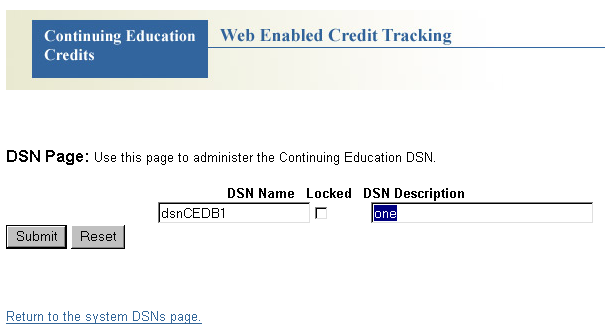 Continuing Education Credits
Web Enabled Credit Tracking
DSN Page: Use this page to administer the Continuing Education DSN.
DSN Name Locked DSN Description
dsnCEDB1 one
Submit Reset
Return to the system DSNs page.